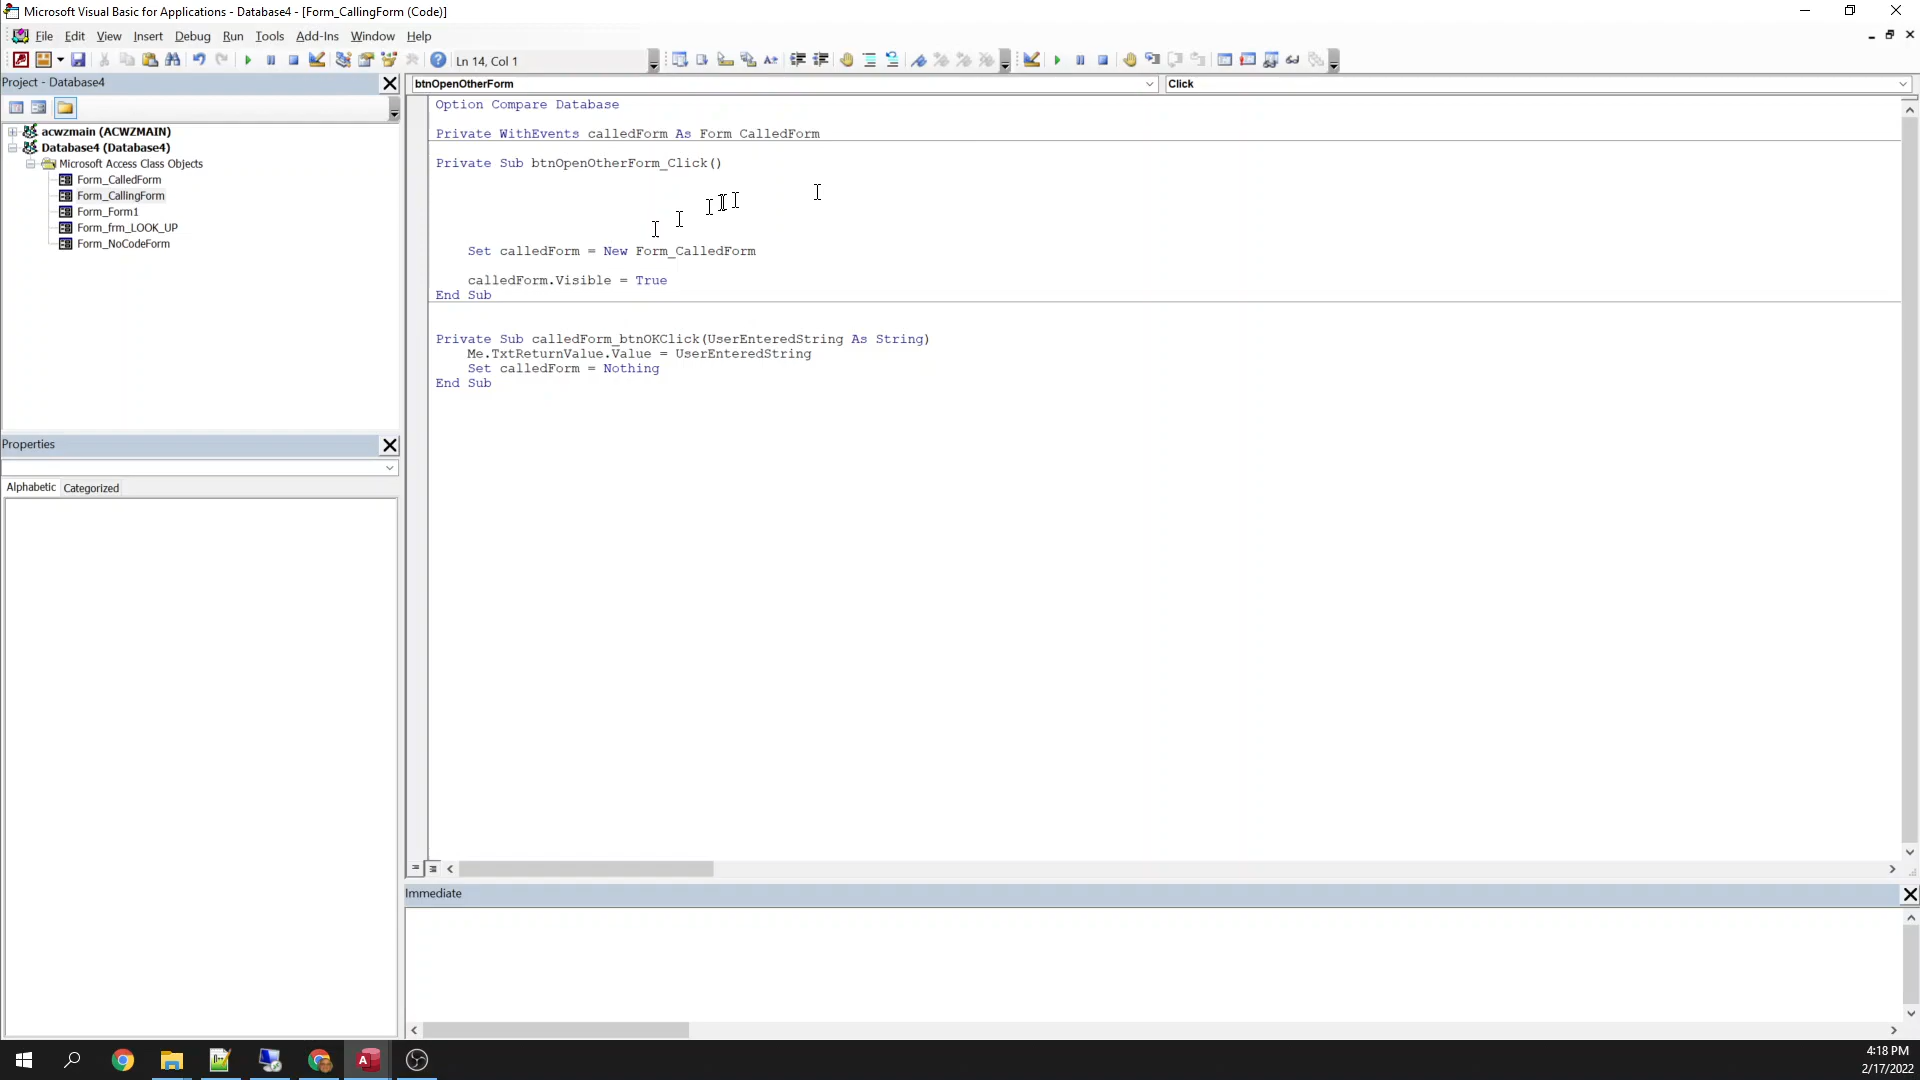 Microsoft Visual Basic for Applications - Database4 - [Form_CallingForm (Code)]
File Edit View Insert Debug Run Tools Add-Ins Window Help
Ln 14, Col 1
Project - Database4
btnOpenOtherForm
Click
acwzmain (ACWZMAIN)
Database4 (Database4)
Microsoft Access Class Objects
Form_CalledForm
Form_CallingForm
Form_Form1
Form_frm_LOOK_UP
Form_NoCodeForm
Properties
Alphabetic Categorized
Option Compare Database
Private WithEvents calledForm As Form_CalledForm
Private Sub btnOpenOtherForm_Click()
Set calledForm = New Form_CalledForm
calledForm.Visible = True
End Sub
Private Sub calledForm_btnOKClick(UserEnteredString As String)
Me.TxtReturnValue.Value = UserEnteredString
Set calledForm = Nothing
End Sub
Immediate
4:18 PM
2/17/2022